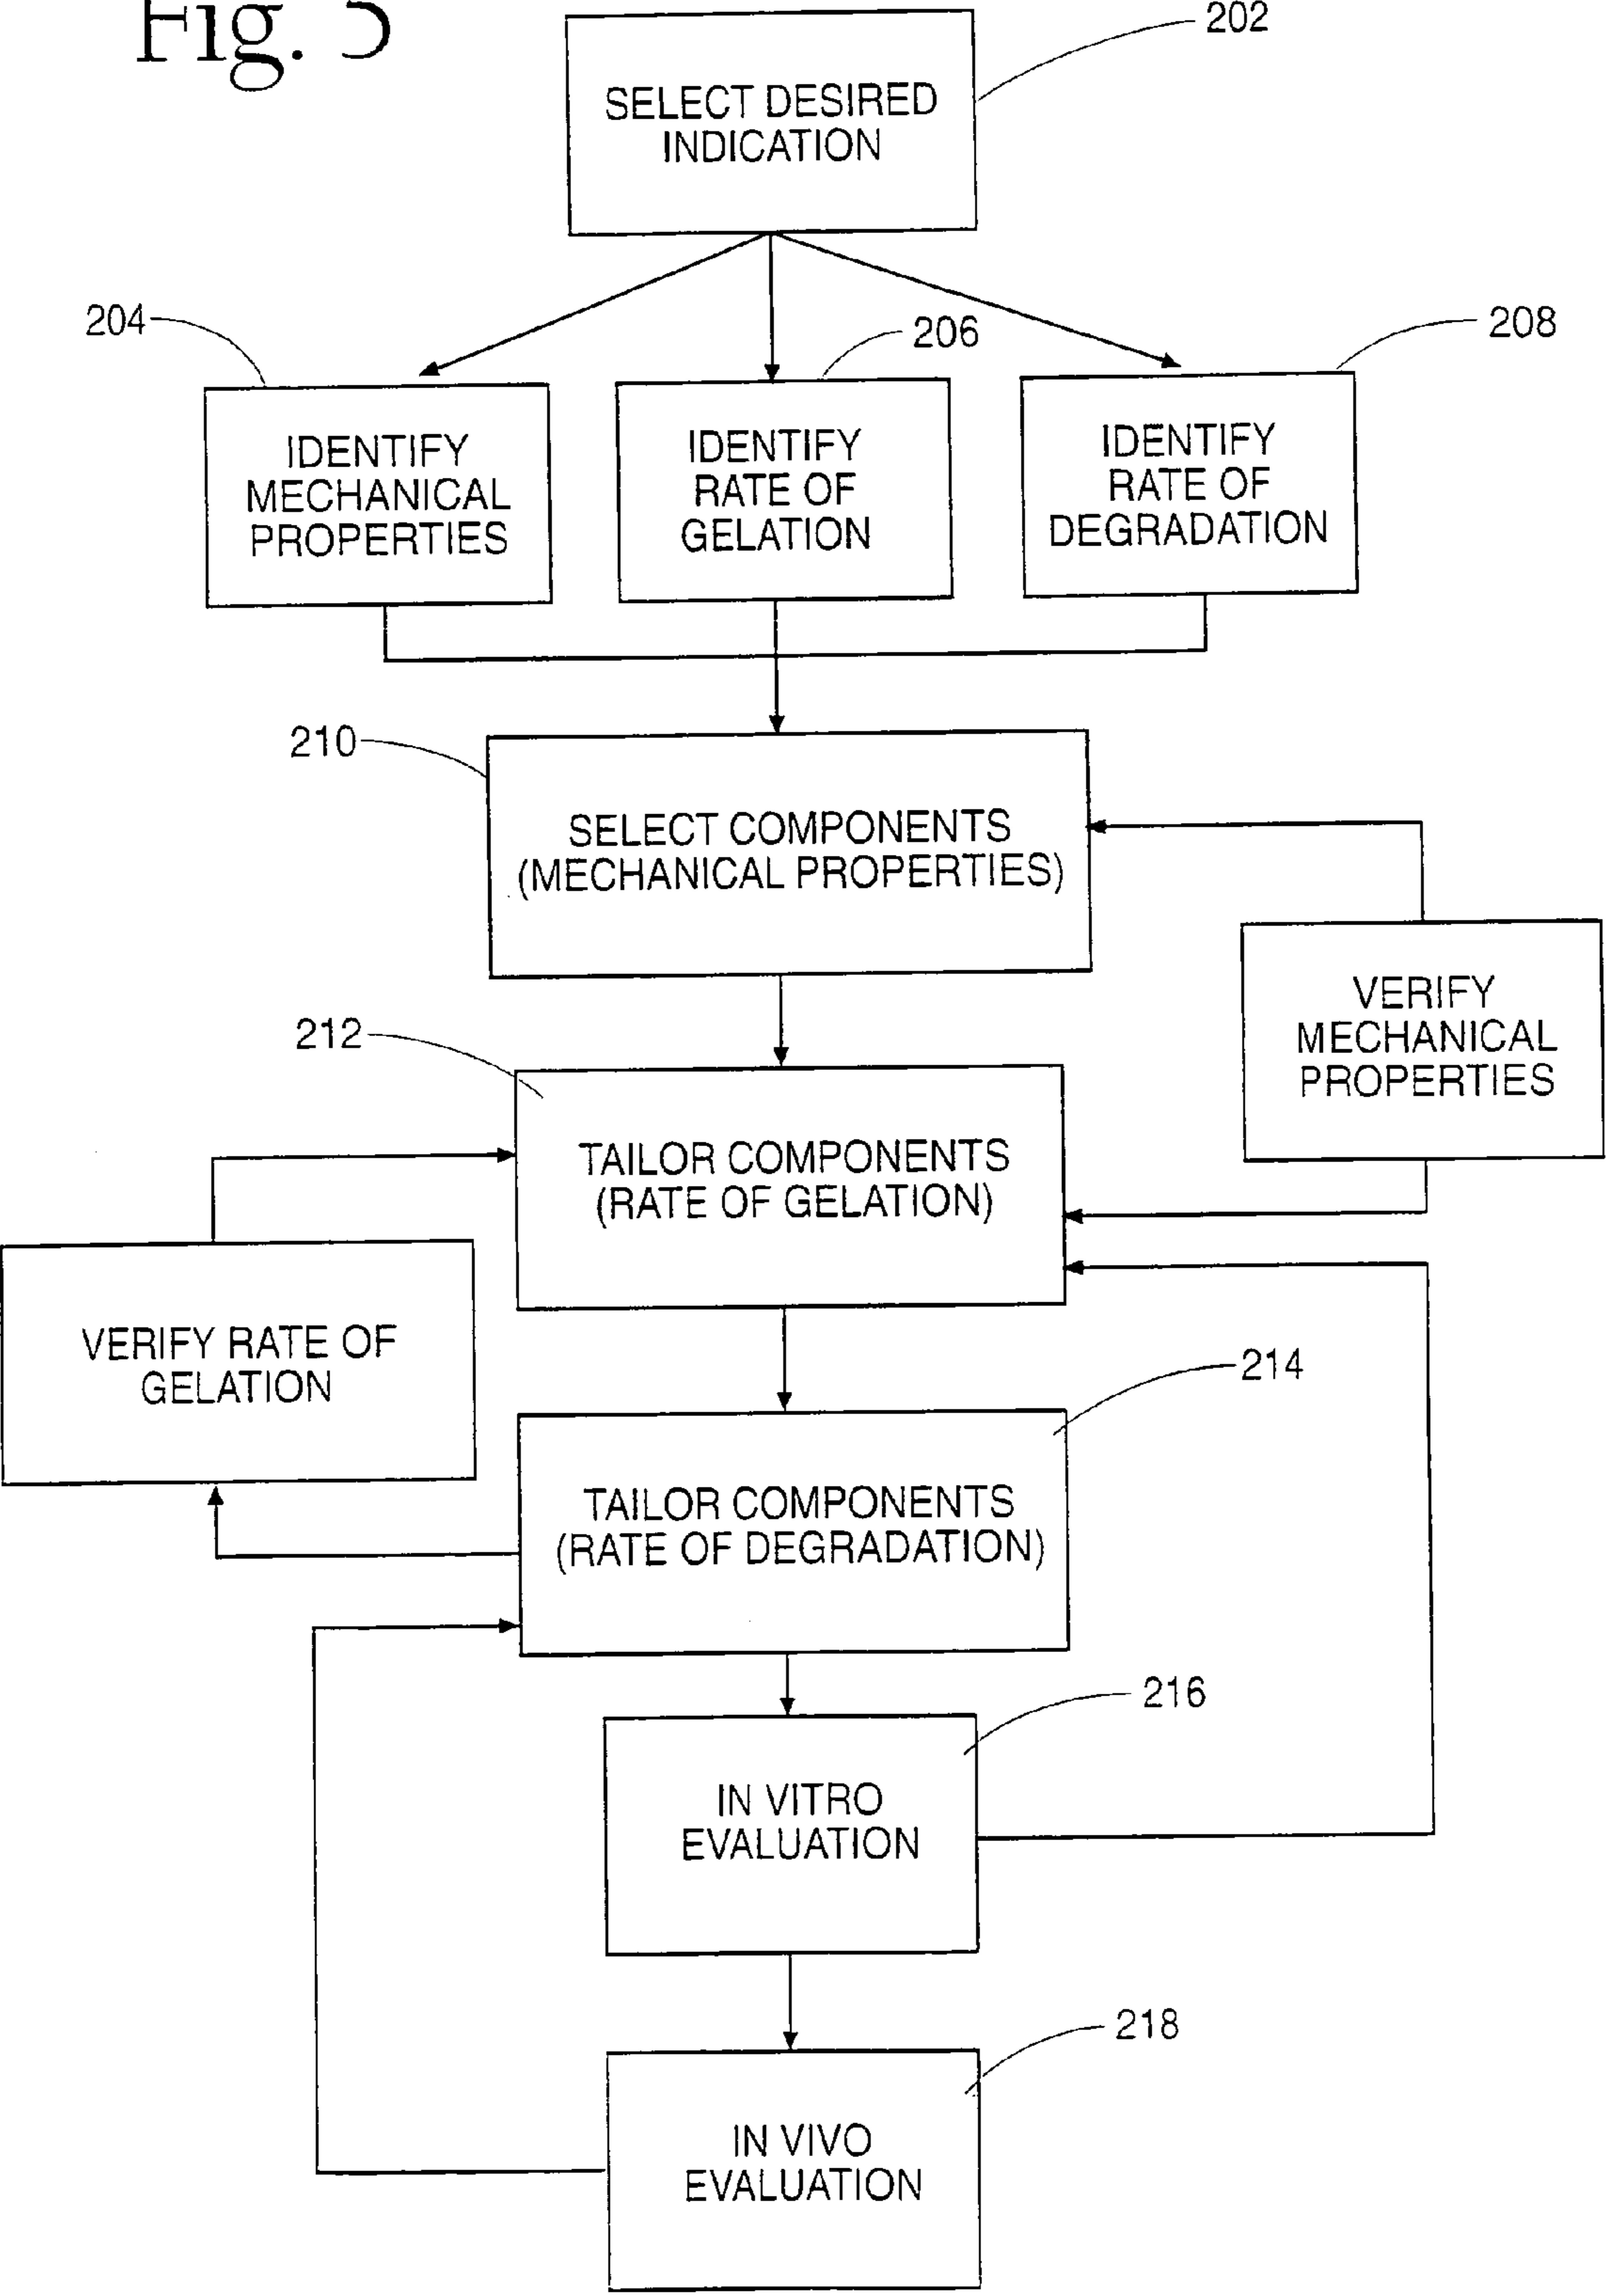 Fig. 5
202
SELECT DESIRED
INDICATION
204
206
208
IDENTIFY
MECHANICAL
PROPERTIES
IDENTIFY
RATE OF
GELATION
IDENTIFY
RATE OF
DEGRADATION
210
SELECT COMPONENTS
(MECHANICAL PROPERTIES)
VERIFY
MECHANICAL
PROPERTIES
212
TAILOR COMPONENTS
(RATE OF GELATION)
VERIFY RATE OF
GELATION
214
TAILOR COMPONENTS
(RATE OF DEGRADATION)
216
IN VITRO
EVALUATION
218
IN VIVO
EVALUATION